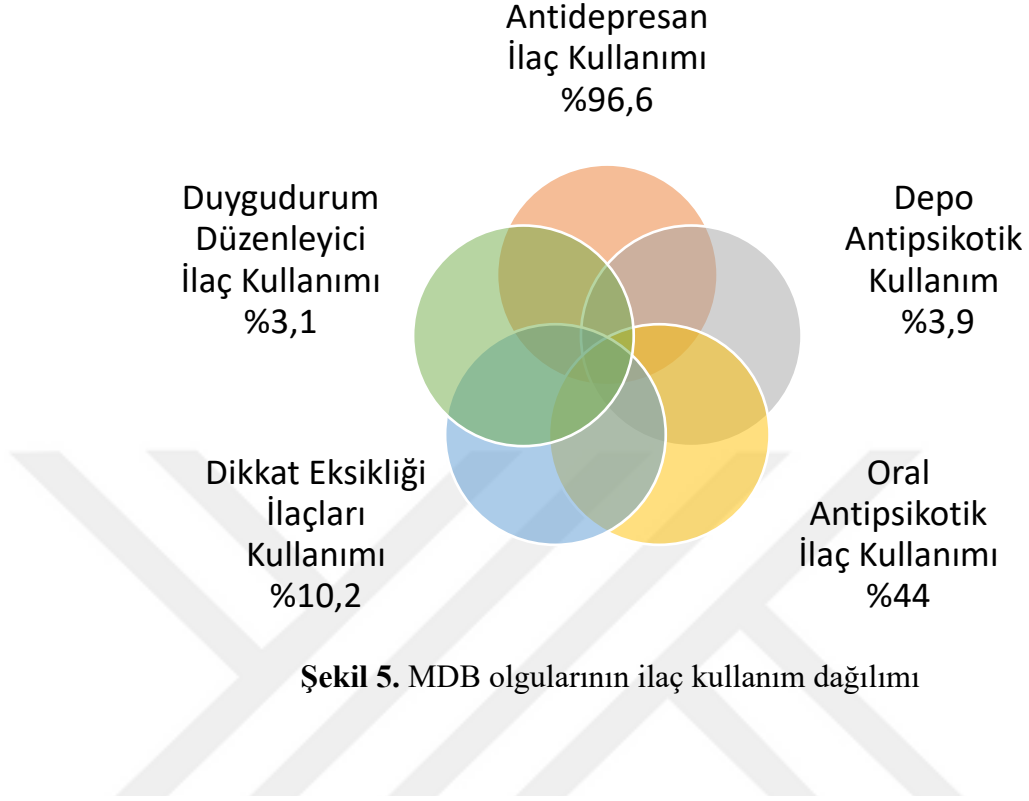 Antidepresan
İlaç Kullanımı
%96,6
Duygudurum
Düzenleyici
İlaç Kullanımı
%3,1
Depo
Antipsikotik
Kullanım
%3,9
Dikkat Eksikliği
İlaçları
Kullanımı
%10,2
Oral
Antipsikotik
İlaç Kullanımı
%44
Şekil 5. MDB olgularının ilaç kullanım dağılımı